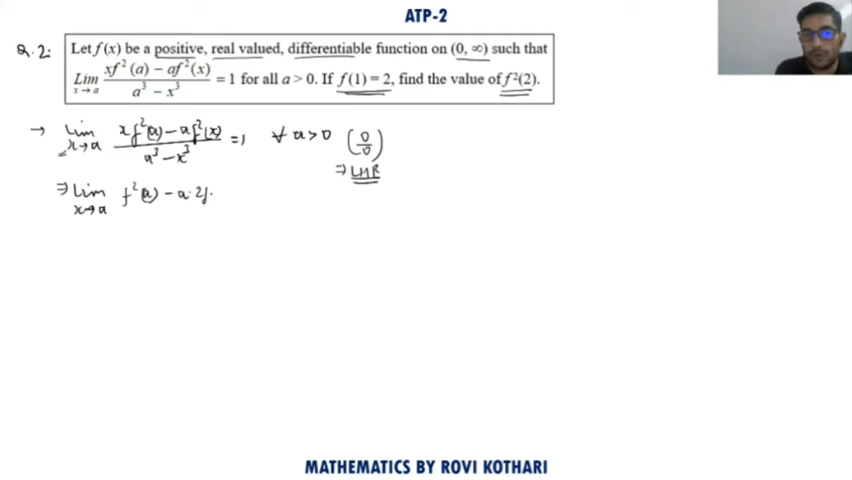 ATP-2
Q.2:
Let f(x) be a positive, real valued, differentiable function on (0, ∞) such that
Lim x→a (xf²(a) − af²(x))/(a³ − x³) = 1 for all a > 0. If f(1) = 2, find the value of f²(2).
→ lim x→a (xf²(a) − af²(x))/(a³ − x³) = 1 ∀ a > 0 (0/0)
⇒ LHR
⇒ lim x→a f²(a) − a·2f·
MATHEMATICS BY ROVI KOTHARI